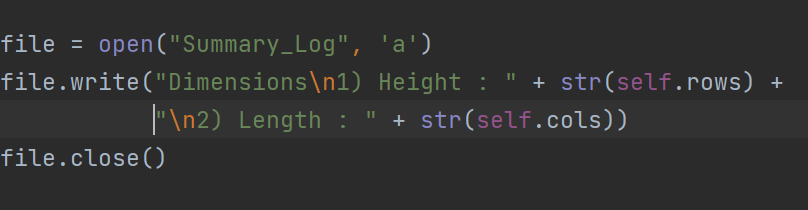 file = open("Summary_Log", 'a')
file.write("Dimensions\n1) Height : " + str(self.rows) +
"\n2) Length : " + str(self.cols))
file.close()